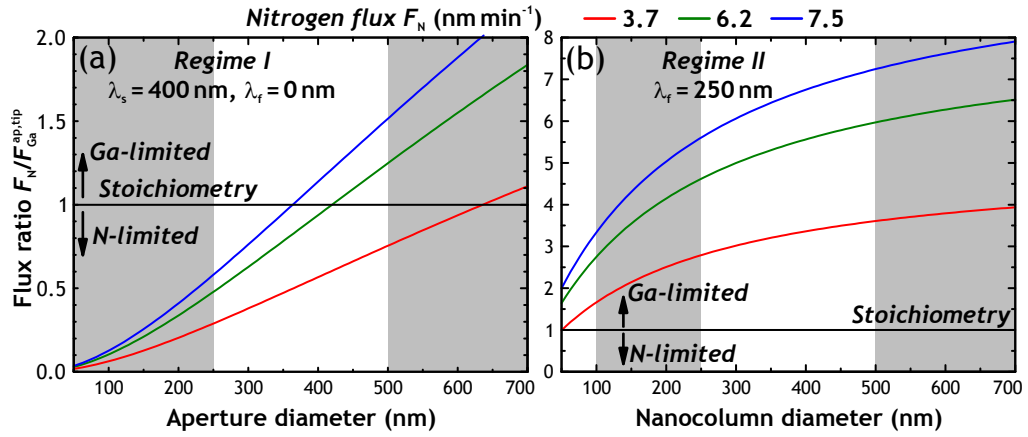 Nitrogen flux F_N (nm min⁻¹) 3.7 6.2 7.5
(a) Regime I
λ_s = 400 nm, λ_f = 0 nm
Ga-limited
Stoichiometry
N-limited
Flux ratio F_N/F_Ga^ap,tip
2.0
1.5
1
0.5
0.0
100 200 300 400 500 600 700
Aperture diameter (nm)
(b) Regime II
λ_f = 250 nm
Ga-limited
Stoichiometry
N-limited
8
7
6
5
4
3
2
1
0
100 200 300 400 500 600 700
Nanocolumn diameter (nm)